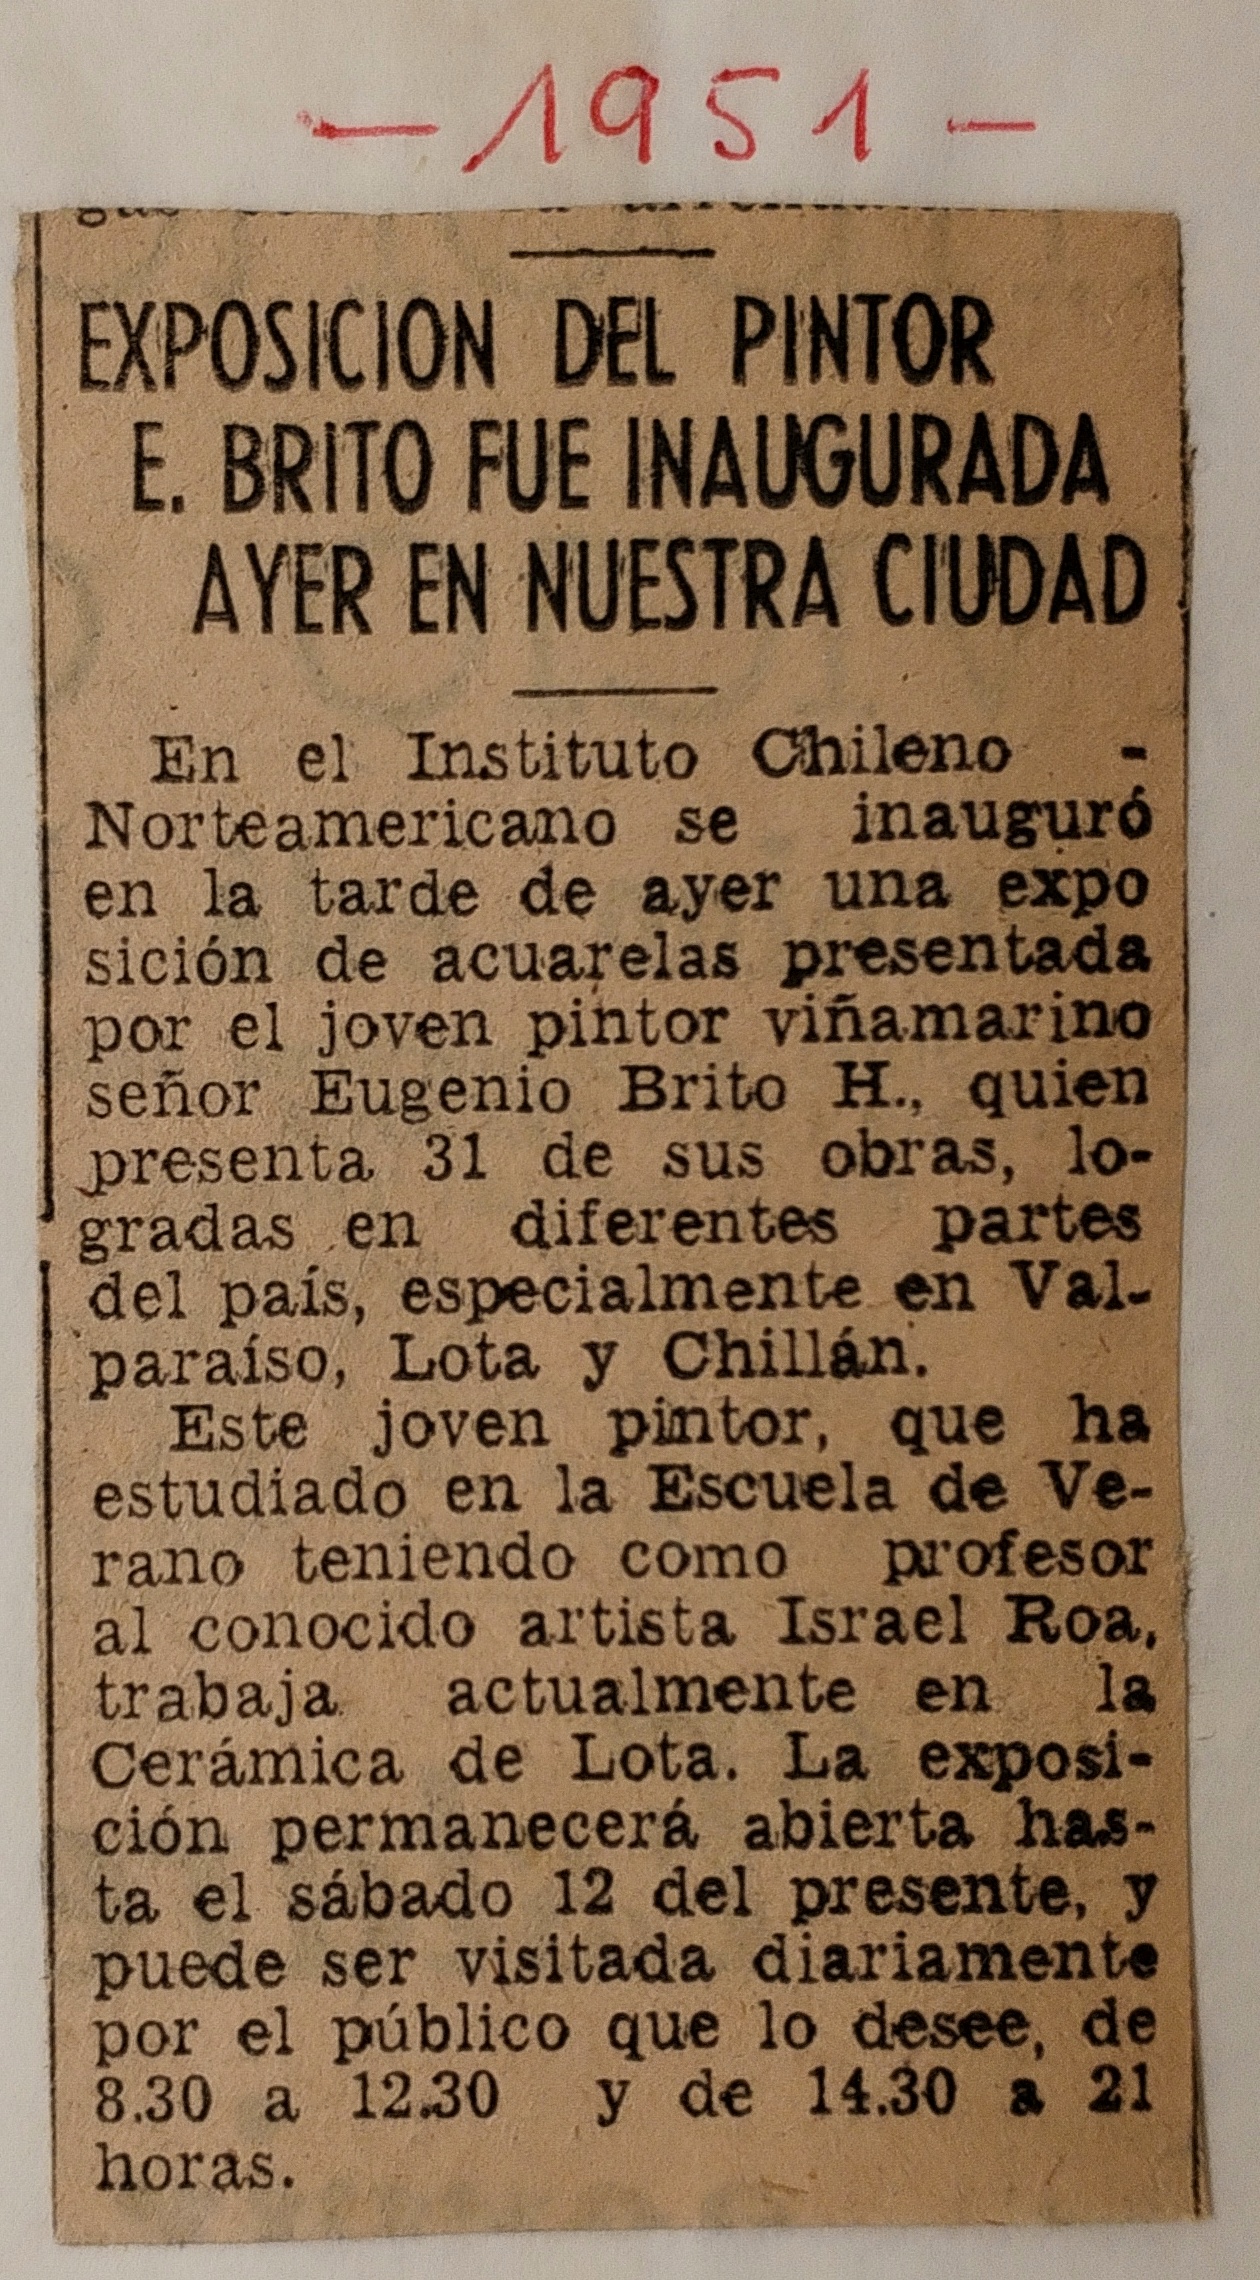 - 1951 -
EXPOSICION DEL PINTOR
E. BRITO FUE INAUGURADA
AYER EN NUESTRA CIUDAD
En el Instituto Chileno -
Norteamericano se inauguró
en la tarde de ayer una expo
sición de acuarelas presentada
por el joven pintor viñamarino
señor Eugenio Brito H., quien
presenta 31 de sus obras, lo-
gradas en diferentes partes
del país, especialmente en Val-
paraíso, Lota y Chillán.
Este joven pintor, que ha
estudiado en la Escuela de Ve-
rano teniendo como profesor
al conocido artista Israel Roa,
trabaja actualmente en la
Cerámica de Lota. La exposi-
ción permanecerá abierta has-
ta el sábado 12 del presente, y
puede ser visitada diariamente
por el público que lo desee, de
8.30 a 12.30 y de 14.30 a 21
horas.